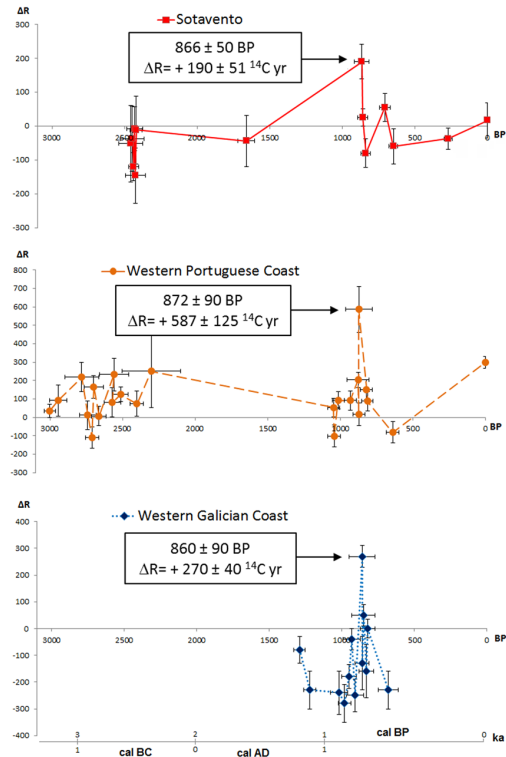 ΔR
Sotavento
300
866 ± 50 BP
ΔR= + 190 ± 51 14C yr
200
100
0
3000 2500 2000 1500 1000 500 0 BP
-100
-200
-300
ΔR
Western Portuguese Coast
800
872 ± 90 BP
ΔR= + 587 ± 125 14C yr
700
600
500
400
300
200
100
0
3000 2500 2000 1500 1000 500 0 BP
-100
-200
-300
ΔR
Western Galician Coast
400
860 ± 90 BP
ΔR= + 270 ± 40 14C yr
300
200
100
0
3000 2500 2000 1500 1000 500 0 BP
-100
-200
-300
-400
cal BP
3 2 1 0 ka
1 0 1
cal BC cal AD